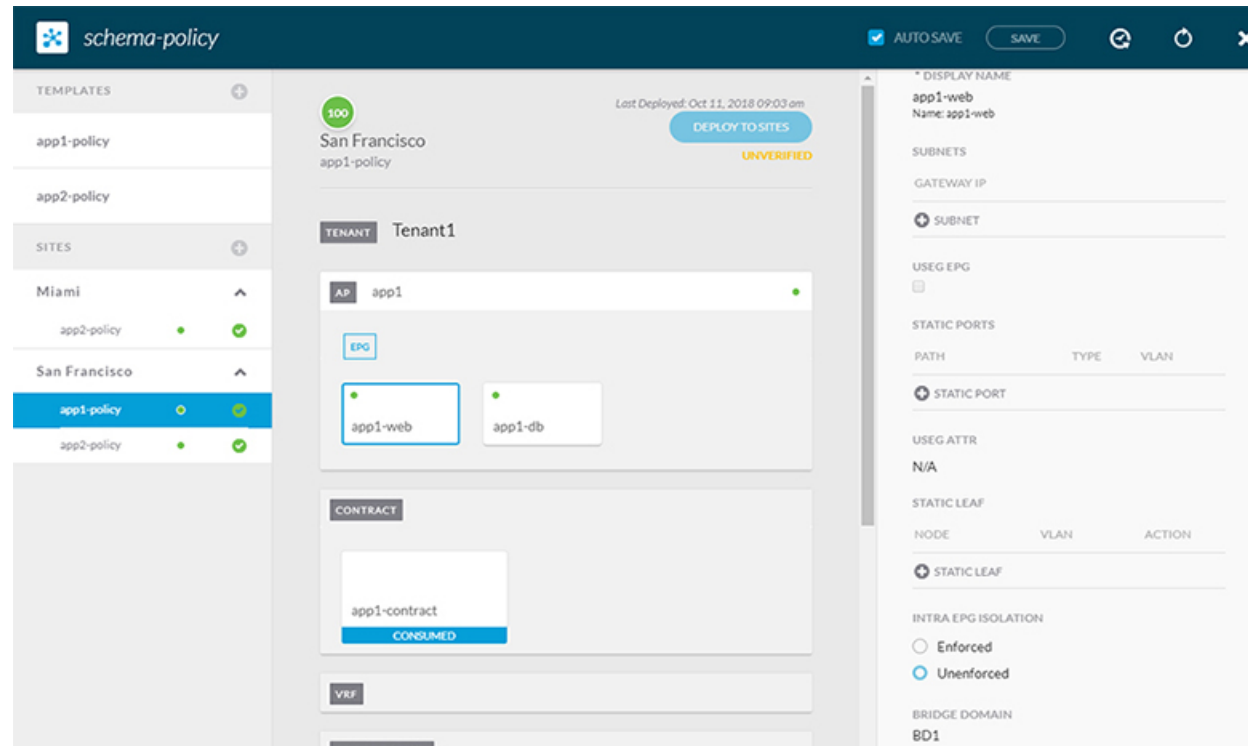 schema-policy
AUTO SAVE
SAVE
TEMPLATES
app1-policy
app2-policy
SITES
Miami
app2-policy
San Francisco
app1-policy
app2-policy
100
Last Deployed: Oct 11, 2018 09:03 am
San Francisco
DEPLOY TO SITES
app1-policy
UNVERIFIED
TENANT Tenant1
AP app1
EPG
app1-web
app1-db
CONTRACT
app1-contract
CONSUMED
VRF
* DISPLAY NAME
app1-web
Name: app1-web
SUBNETS
GATEWAY IP
SUBNET
USEG EPG
STATIC PORTS
PATH TYPE VLAN
STATIC PORT
USEG ATTR
N/A
STATIC LEAF
NODE VLAN ACTION
STATIC LEAF
INTRA EPG ISOLATION
Enforced
Unenforced
BRIDGE DOMAIN
BD1